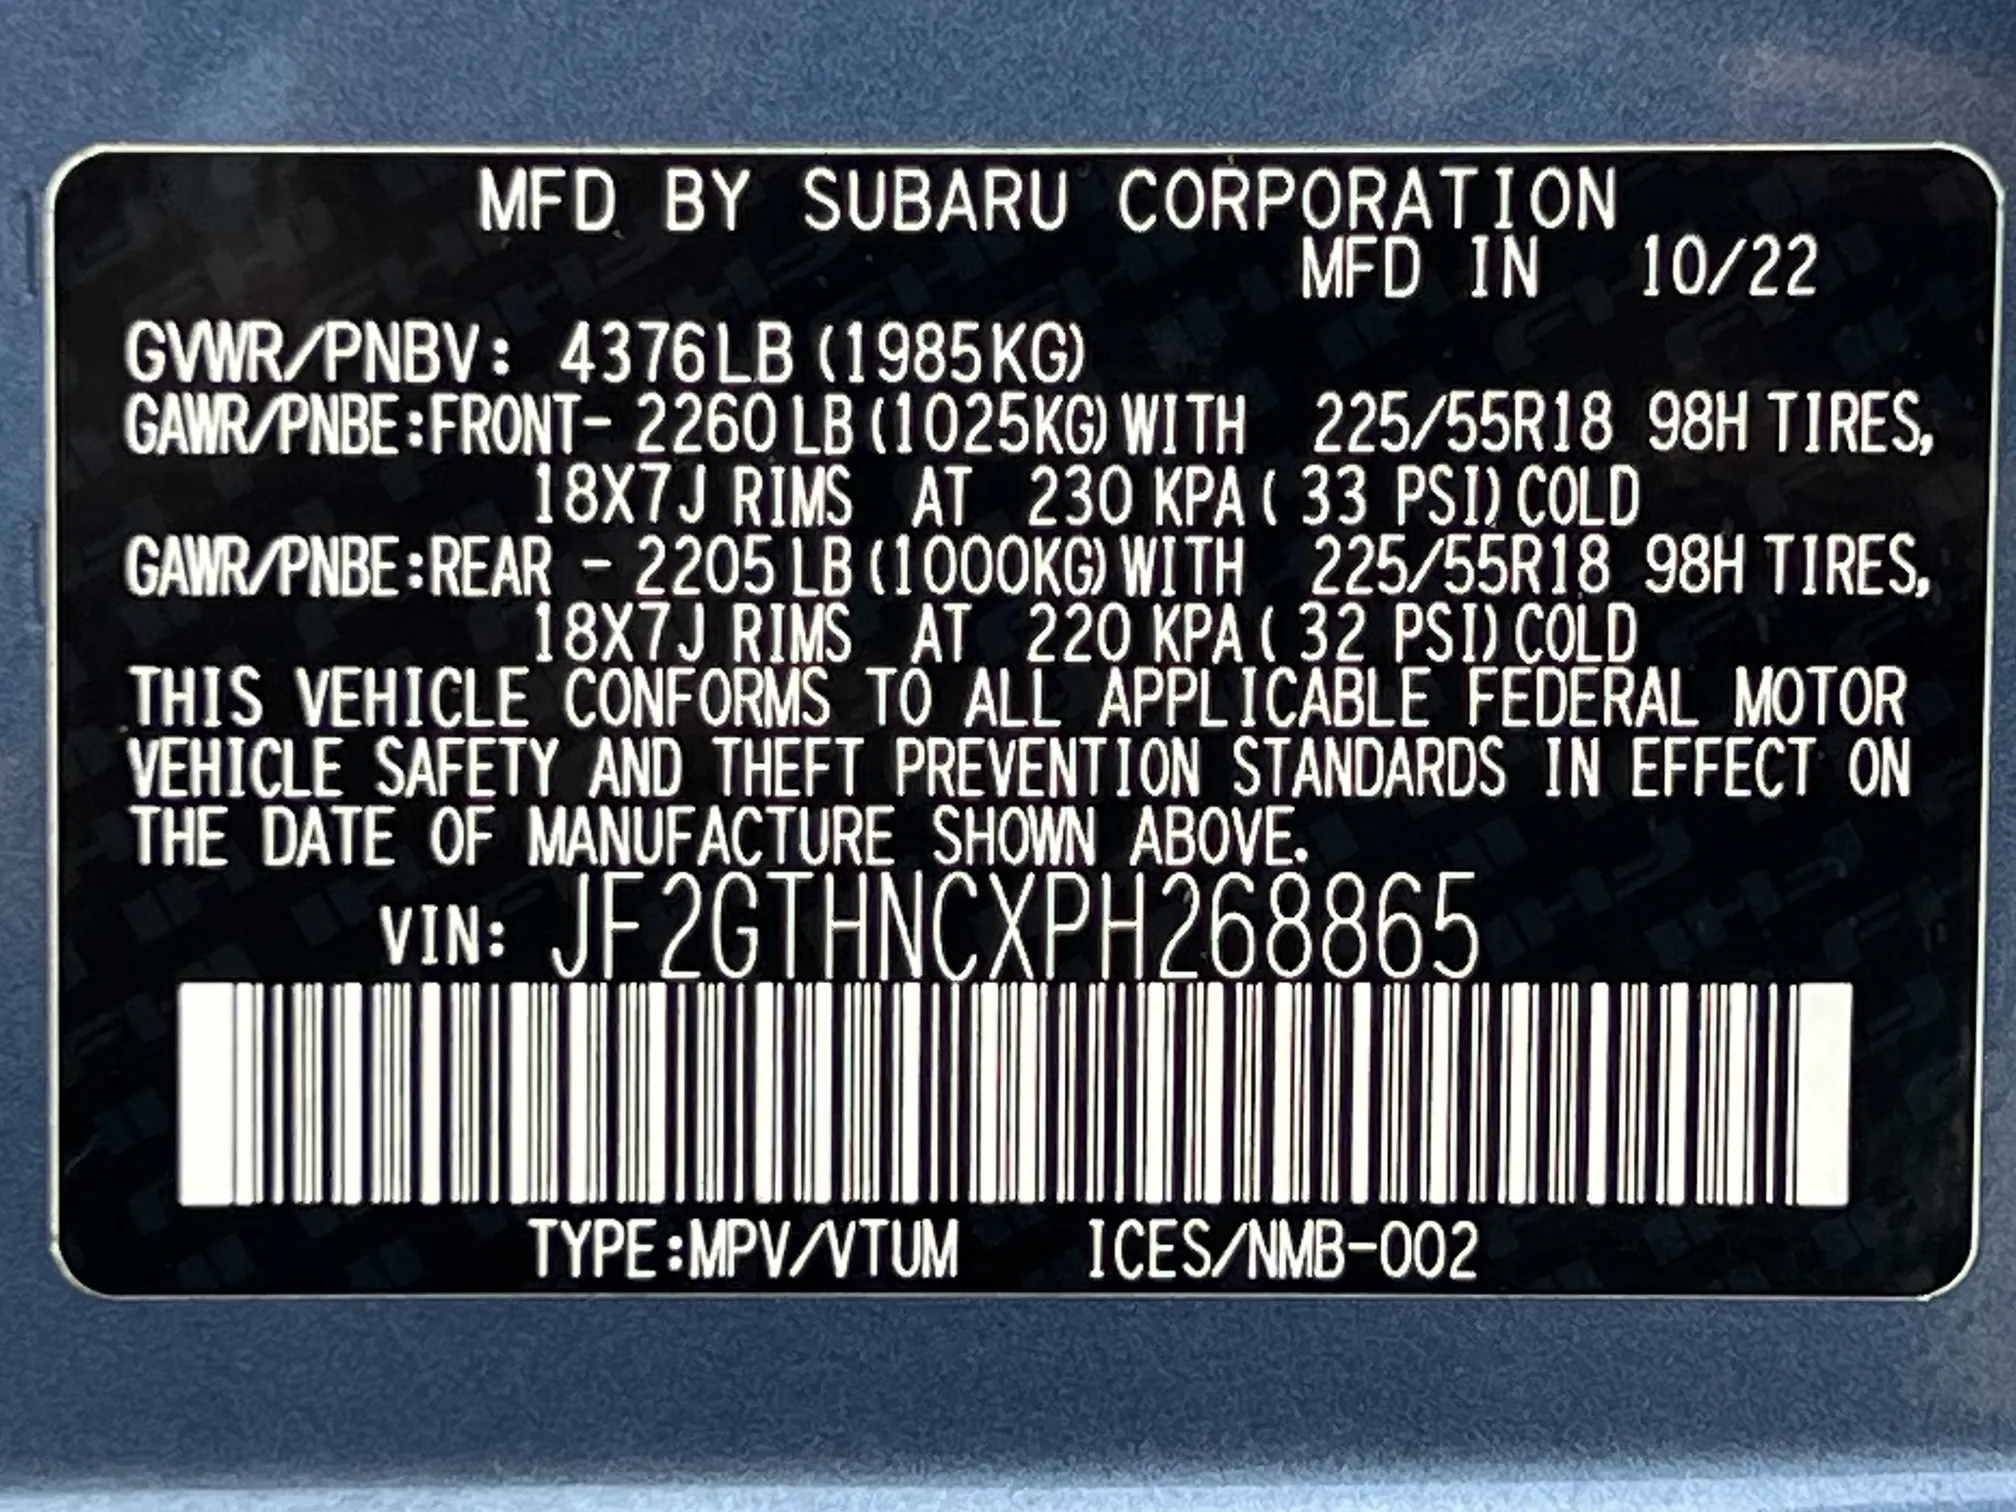 MFD BY SUBARU CORPORATION
MFD IN 10/22
GVWR/PNBV: 4376LB (1985KG)
GAWR/PNBE:FRONT- 2260 LB (1025KG) WITH 225/55R18 98H TIRES,
18X7J RIMS AT 230 KPA ( 33 PSI) COLD
GAWR/PNBE:REAR - 2205 LB (1000KG) WITH 225/55R18 98H TIRES,
18X7J RIMS AT 220 KPA ( 32 PSI) COLD
THIS VEHICLE CONFORMS TO ALL APPLICABLE FEDERAL MOTOR
VEHICLE SAFETY AND THEFT PREVENTION STANDARDS IN EFFECT ON
THE DATE OF MANUFACTURE SHOWN ABOVE.
VIN: JF2GTHNCXPH268865
TYPE:MPV/VTUM ICES/NMB-002